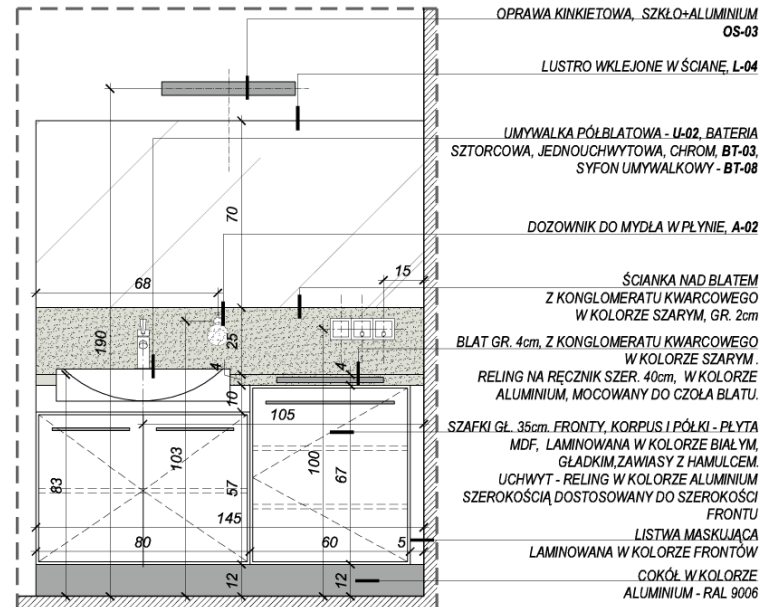 OPRAWA KINKIETOWA, SZKŁO+ALUMINIUM
OS-03
LUSTRO WKLEJONE W ŚCIANĘ, L-04
UMYWALKA PÓŁBLATOWA - U-02, BATERIA
SZTORCOWA, JEDNOUCHWYTOWA, CHROM, BT-03,
SYFON UMYWALKOWY - BT-08
70
DOZOWNIK DO MYDŁA W PŁYNIE, A-02
15
68
ŚCIANKA NAD BLATEM
Z KONGLOMERATU KWARCOWEGO
W KOLORZE SZARYM, GR. 2cm
190
25
4
4
BLAT GR. 4cm, Z KONGLOMERATU KWARCOWEGO
W KOLORZE SZARYM .
RELING NA RĘCZNIK SZER. 40cm, W KOLORZE
ALUMINIUM, MOCOWANY DO CZOŁA BLATU.
10
105
SZAFKI GŁ. 35cm. FRONTY, KORPUS I PÓŁKI - PŁYTA
MDF, LAMINOWANA W KOLORZE BIAŁYM,
GŁADKIM,ZAWIASY Z HAMULCEM.
UCHWYT - RELING W KOLORZE ALUMINIUM
SZEROKOŚCIĄ DOSTOSOWANY DO SZEROKOŚCI
FRONTU
103
100
67
83
57
145
LISTWA MASKUJĄCA
LAMINOWANA W KOLORZE FRONTÓW
80
60
5
12
12
COKÓŁ W KOLORZE
ALUMINIUM - RAL 9006